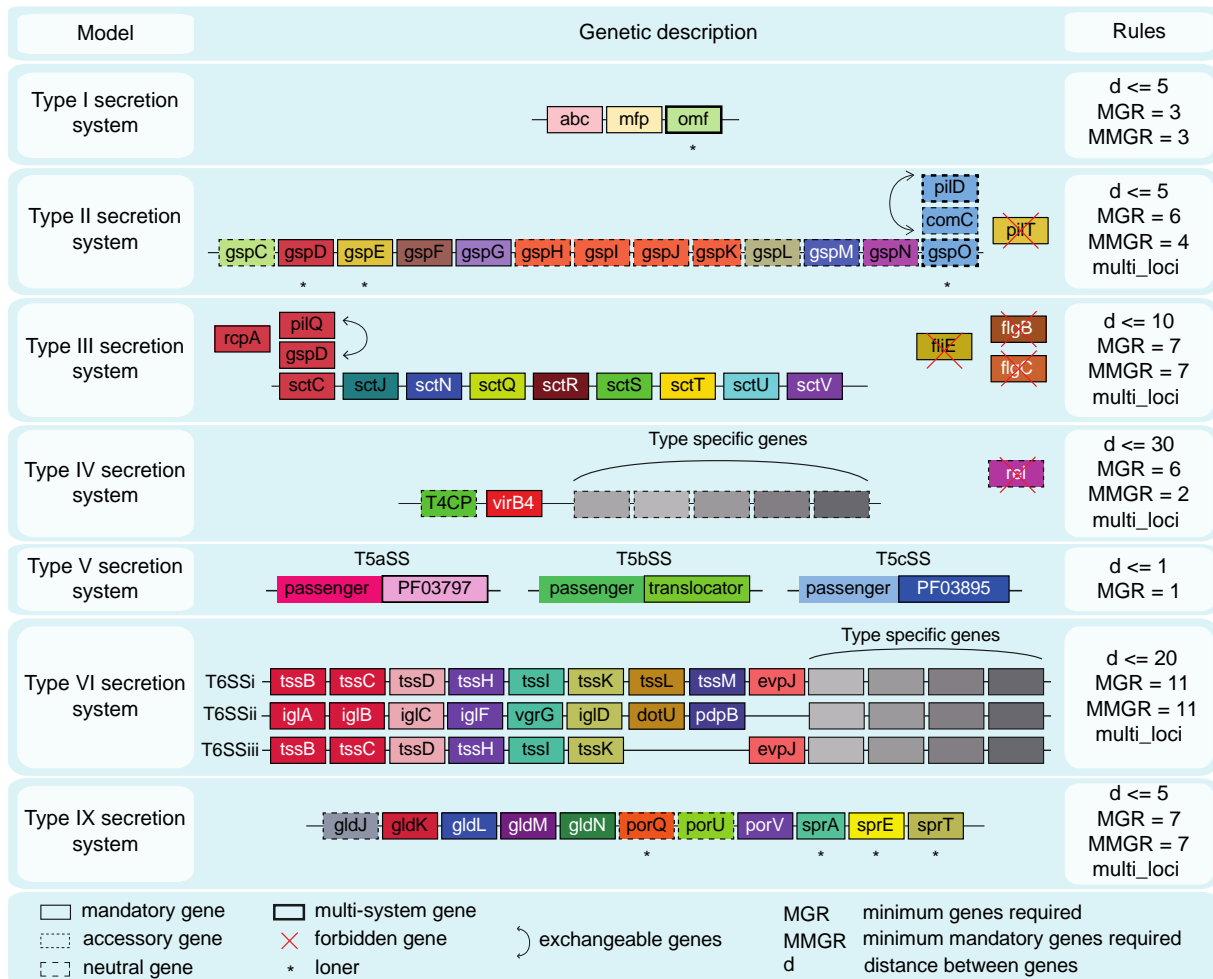 Model Genetic description Rules
Type I secretion system
abc mfp omf
*
d <= 5
MGR = 3
MMGR = 3
Type II secretion system
pilD
comC
pilT
gspC gspD gspE gspF gspG gspH gspI gspJ gspK gspL gspM gspN gspO
* * *
d <= 5
MGR = 6
MMGR = 4
multi_loci
Type III secretion system
rcpA
pilQ
gspD
sctC sctJ sctN sctQ sctR sctS sctT sctU sctV
fliE
flgB
flgC
d <= 10
MGR = 7
MMGR = 7
multi_loci
Type IV secretion system
Type specific genes
T4CP virB4
rel
d <= 30
MGR = 6
MMGR = 2
multi_loci
Type V secretion system
T5aSS T5bSS T5cSS
passenger PF03797 passenger translocator passenger PF03895
d <= 1
MGR = 1
Type VI secretion system
Type specific genes
T6SSi tssB tssC tssD tssH tssI tssK tssL tssM evpJ
T6SSii iglA iglB iglC iglF vgrG iglD dotU pdpB
T6SSiii tssB tssC tssD tssH tssI tssK evpJ
d <= 20
MGR = 11
MMGR = 11
multi_loci
Type IX secretion system
gldJ gldK gldL gldM gldN porQ porU porV sprA sprE sprT
* * * *
d <= 5
MGR = 7
MMGR = 7
multi_loci
mandatory gene
accessory gene
neutral gene
multi-system gene
forbidden gene
* loner
exchangeable genes
MGR minimum genes required
MMGR minimum mandatory genes required
d distance between genes